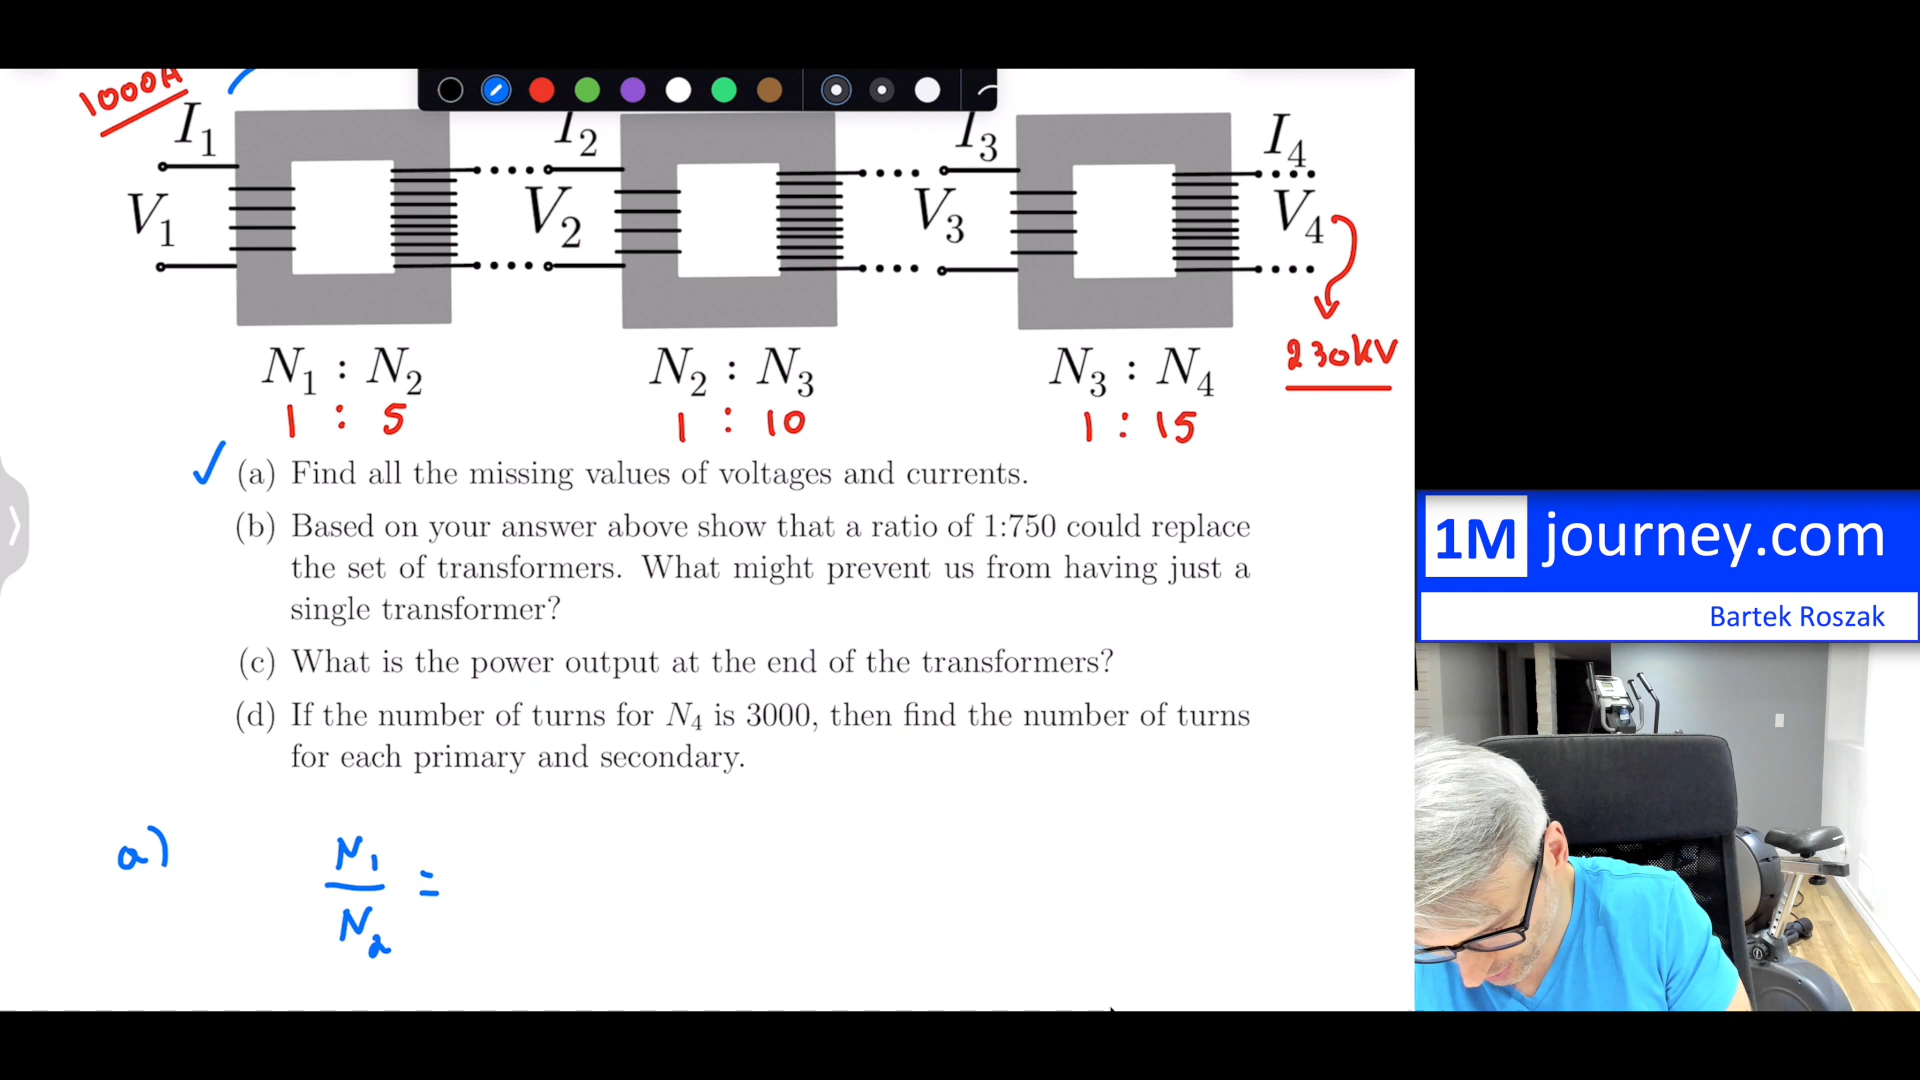 1000A
I1 I2 I3 I4
V1 V2 V3 V4
230kV
N1 : N2 N2 : N3 N3 : N4
1 : 5 1 : 10 1 : 15
✓ (a) Find all the missing values of voltages and currents.
(b) Based on your answer above show that a ratio of 1:750 could replace
the set of transformers. What might prevent us from having just a
single transformer?
(c) What is the power output at the end of the transformers?
(d) If the number of turns for N4 is 3000, then find the number of turns
for each primary and secondary.
a) N1
=
N2
1M journey.com
Bartek Roszak